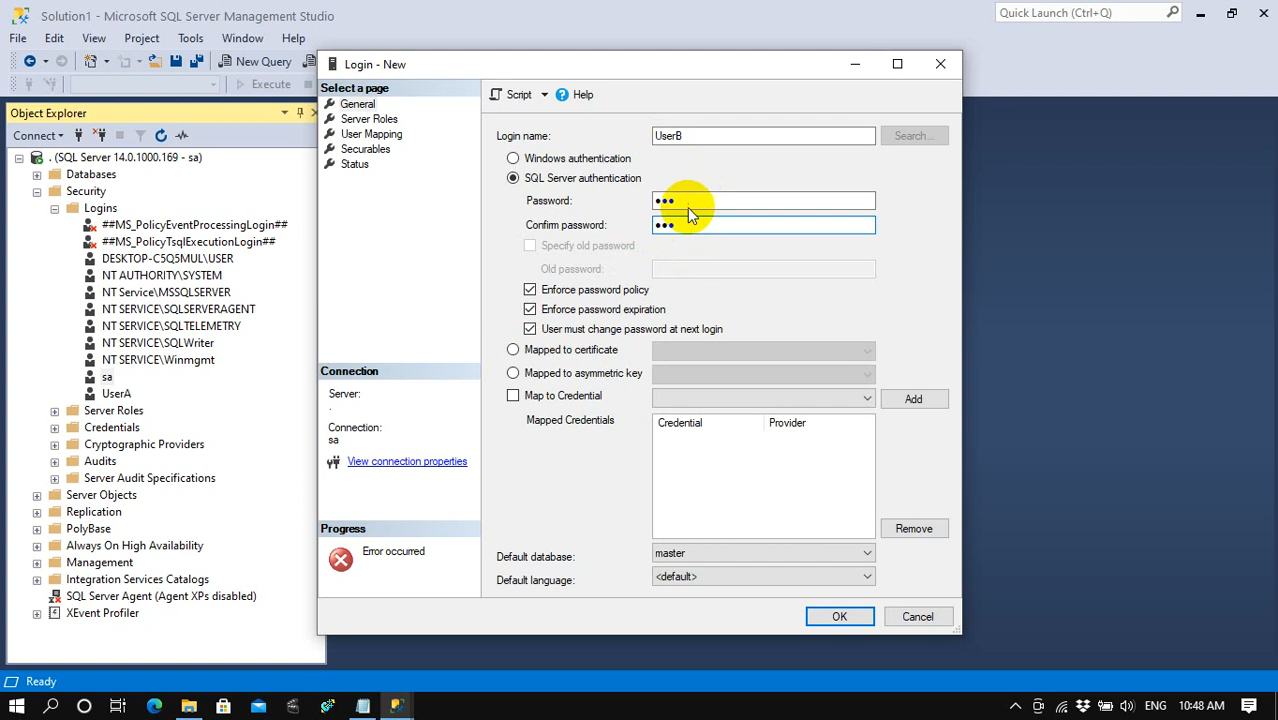 Solution1 - Microsoft SQL Server Management Studio
Quick Launch (Ctrl+Q)
File Edit View Project Tools Window Help
New Query
Execute
Object Explorer
Connect
. (SQL Server 14.0.1000.169 - sa)
Databases
Security
Logins
##MS_PolicyEventProcessingLogin##
##MS_PolicyTsqlExecutionLogin##
DESKTOP-C5Q5MUL\USER
NT AUTHORITY\SYSTEM
NT Service\MSSQLSERVER
NT SERVICE\SQLSERVERAGENT
NT SERVICE\SQLTELEMETRY
NT SERVICE\SQLWriter
NT SERVICE\Winmgmt
sa
UserA
Server Roles
Credentials
Cryptographic Providers
Audits
Server Audit Specifications
Server Objects
Replication
PolyBase
Always On High Availability
Management
Integration Services Catalogs
SQL Server Agent (Agent XPs disabled)
XEvent Profiler
Login - New
Select a page
General
Server Roles
User Mapping
Securables
Status
Connection
Server:
.
Connection:
sa
View connection properties
Progress
Error occurred
Script Help
Login name: UserB Search...
Windows authentication
SQL Server authentication
Password: ●●●
Confirm password: ●●●
Specify old password
Old password:
Enforce password policy
Enforce password expiration
User must change password at next login
Mapped to certificate
Mapped to asymmetric key
Map to Credential Add
Mapped Credentials Credential Provider
Remove
Default database: master
Default language: <default>
OK Cancel
Ready
ENG 10:48 AM